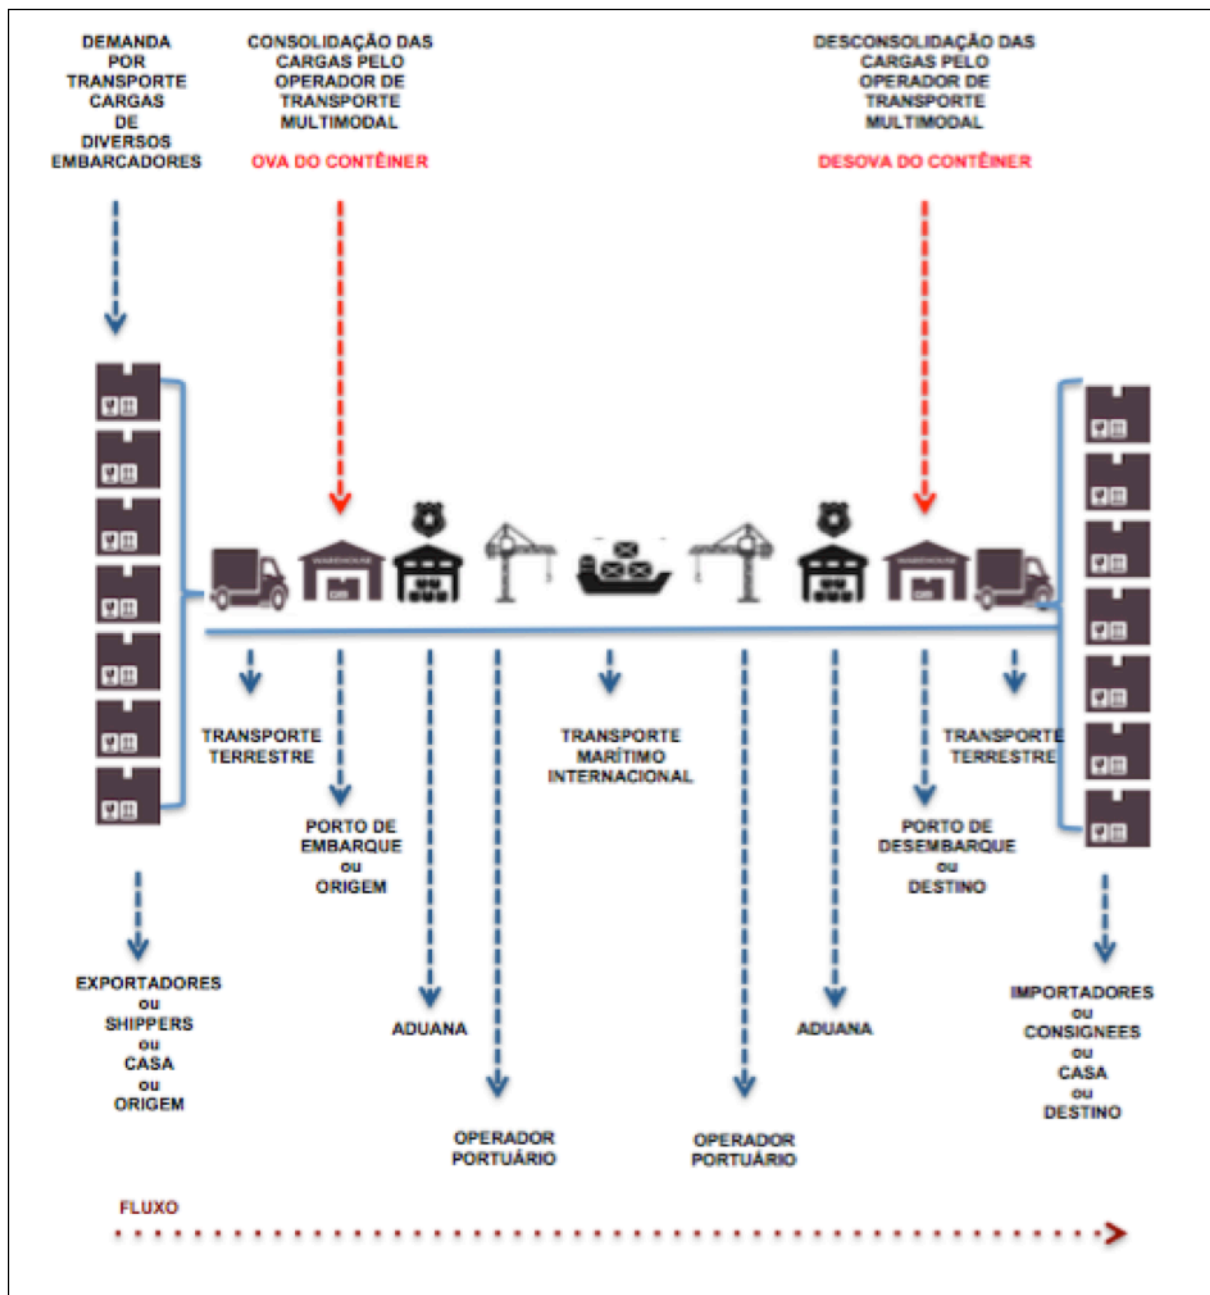 DEMANDA
POR
TRANSPORTE
CARGAS
DE
DIVERSOS
EMBARCADORES
CONSOLIDAÇÃO DAS
CARGAS PELO
OPERADOR DE
TRANSPORTE
MULTIMODAL
OVA DO CONTÊINER
DESCONSOLIDAÇÃO DAS
CARGAS PELO
OPERADOR DE
TRANSPORTE
MULTIMODAL
DESOVA DO CONTÊINER
WAREHOUSE
WAREHOUSE
TRANSPORTE
TERRESTRE
TRANSPORTE
MARÍTIMO
INTERNACIONAL
TRANSPORTE
TERRESTRE
PORTO DE
EMBARQUE
ou
ORIGEM
PORTO DE
DESEMBARQUE
ou
DESTINO
EXPORTADORES
ou
SHIPPERS
ou
CASA
ou
ORIGEM
ADUANA
ADUANA
IMPORTADORES
ou
CONSIGNEES
ou
CASA
ou
DESTINO
OPERADOR
PORTUÁRIO
OPERADOR
PORTUÁRIO
FLUXO